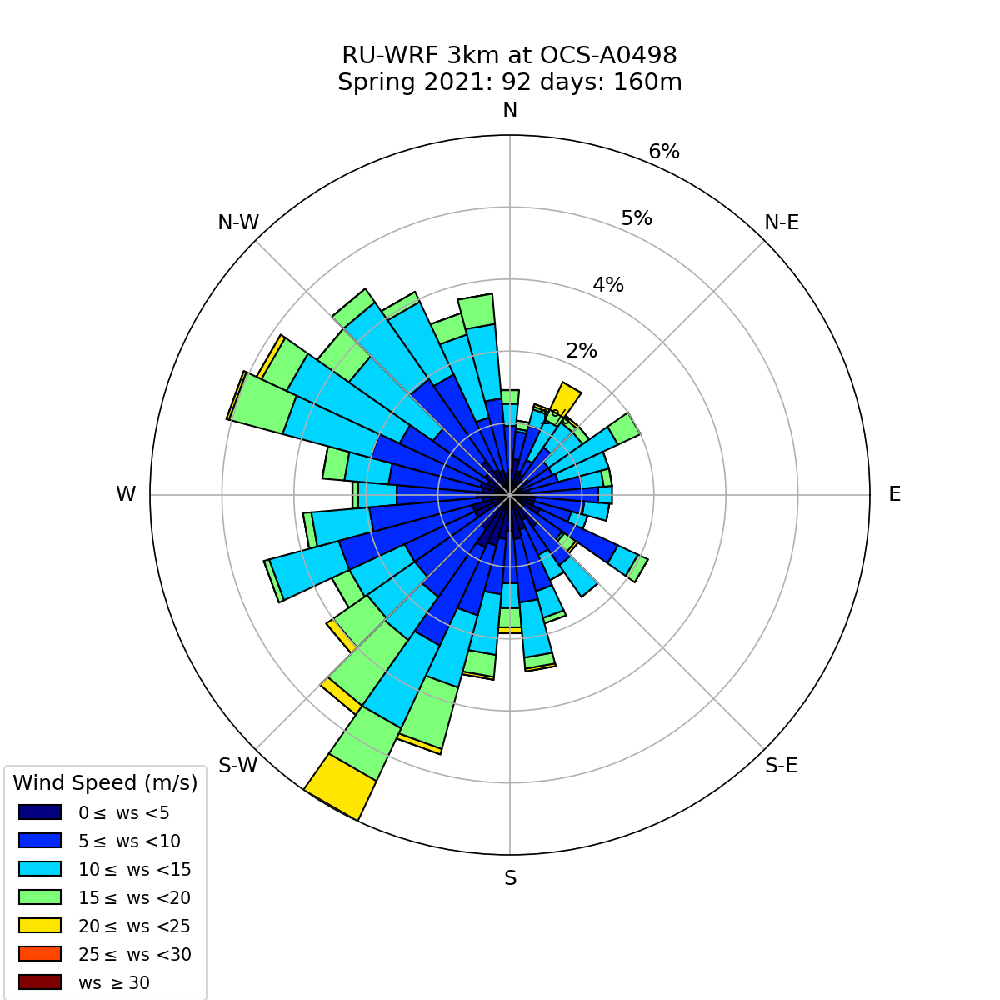 RU-WRF 3km at OCS-A0498
Spring 2021: 92 days: 160m
N
6%
N-W
5%
N-E
4%
2%
1%
W
E
S-W
S-E
S
Wind Speed (m/s)
0≤ ws <5
5≤ ws <10
10≤ ws <15
15≤ ws <20
20≤ ws <25
25≤ ws <30
ws ≥30